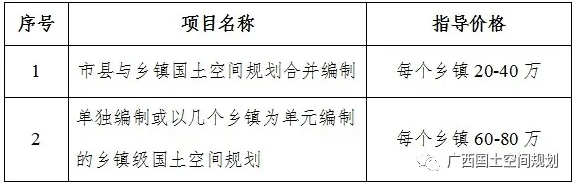 序号 项目名称 指导价格
1 市县与乡镇国土空间规划合并编制 每个乡镇 20-40 万
单独编制或以几个乡镇为单元编制
2 每个乡镇 60-80 万
的乡镇级国土空间规划
广西国土空间规划